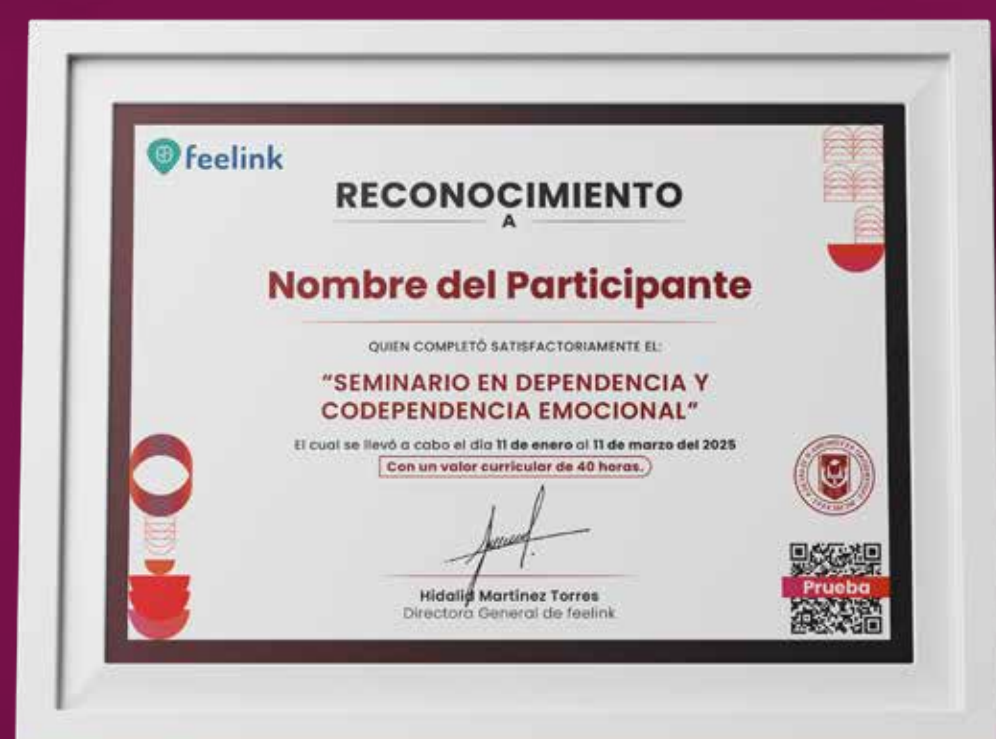 feelink
RECONOCIMIENTO
A
Nombre del Participante
QUIEN COMPLETÓ SATISFACTORIAMENTE EL:
“SEMINARIO EN DEPENDENCIA Y
CODEPENDENCIA EMOCIONAL”
El cual se llevó a cabo el día 11 de enero al 11 de marzo del 2025
Con un valor curricular de 40 horas.
Hidalid Martínez Torres
Directora General de feelink
Prueba